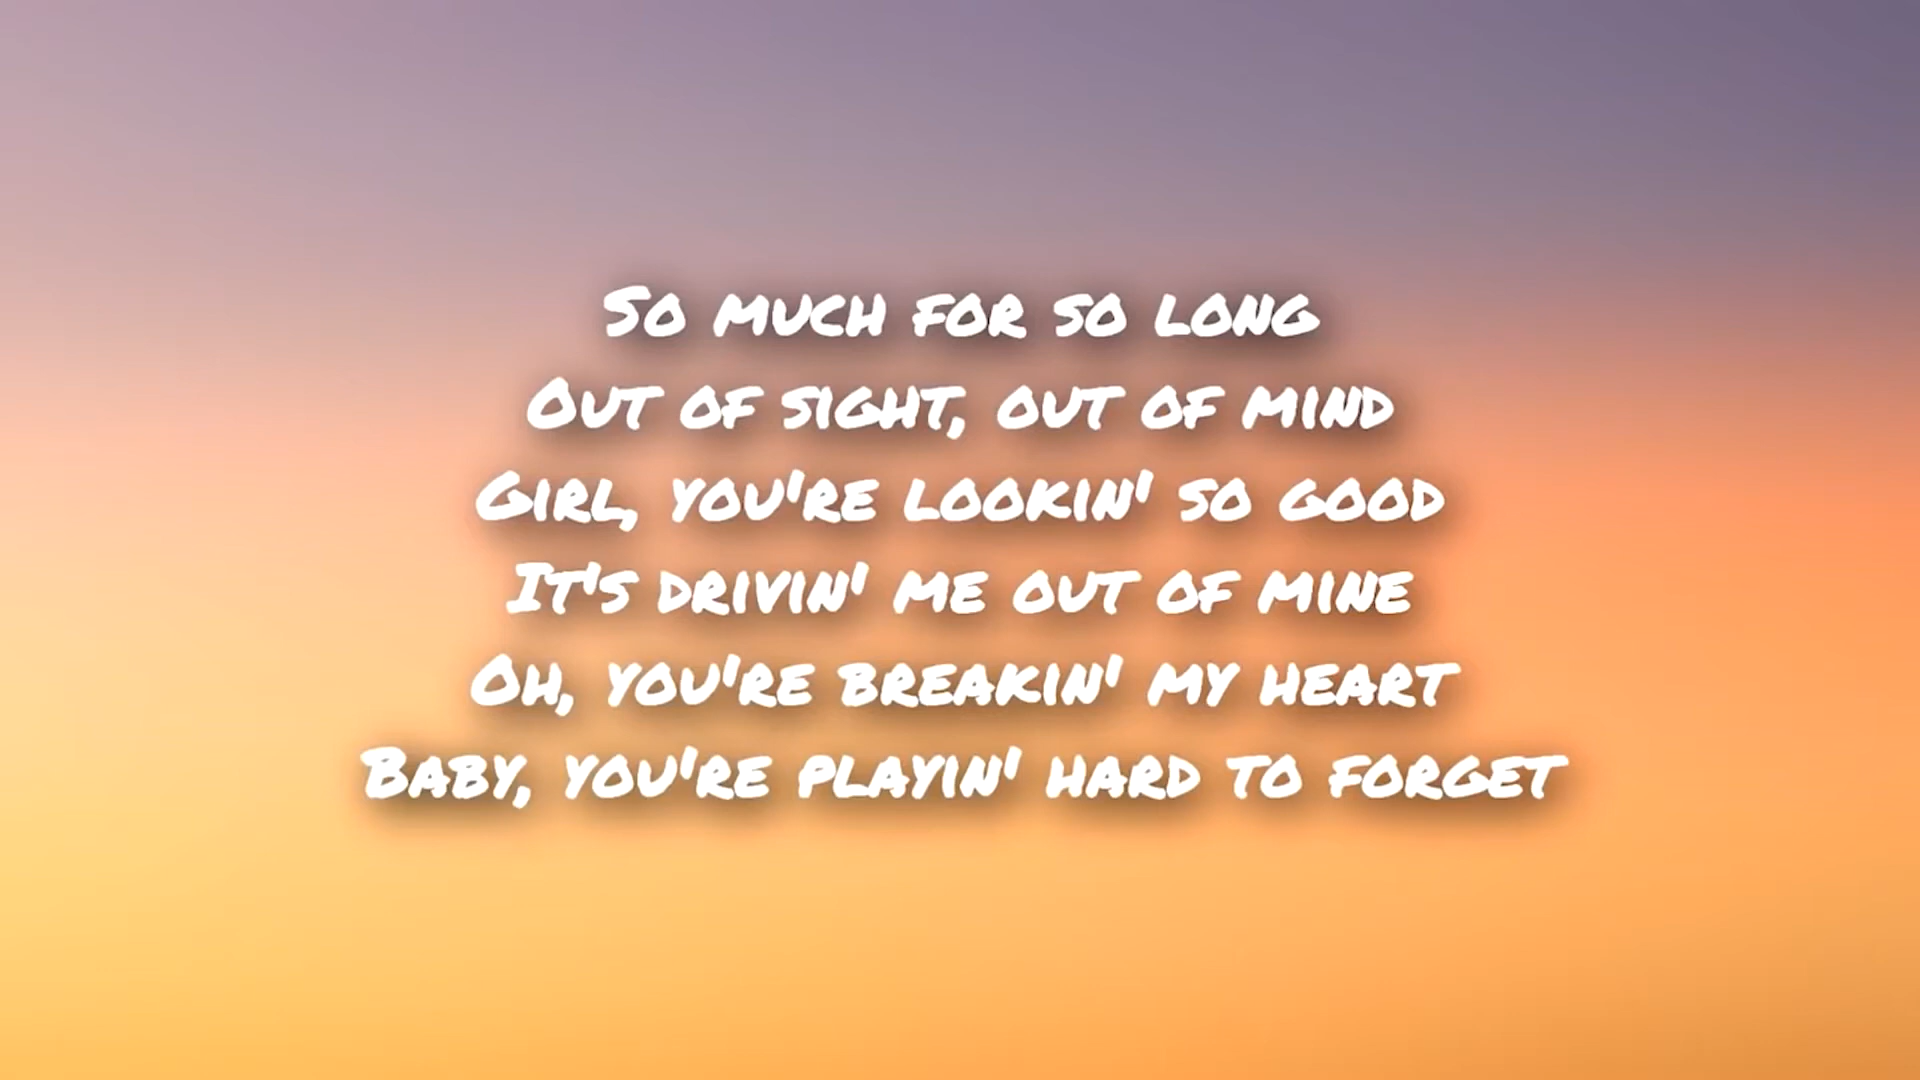 So much for so long
Out of sight, out of mind
Girl, you're lookin' so good
It's drivin' me out of mine
Oh, you're breakin' my heart
Baby, you're playin' hard to forget